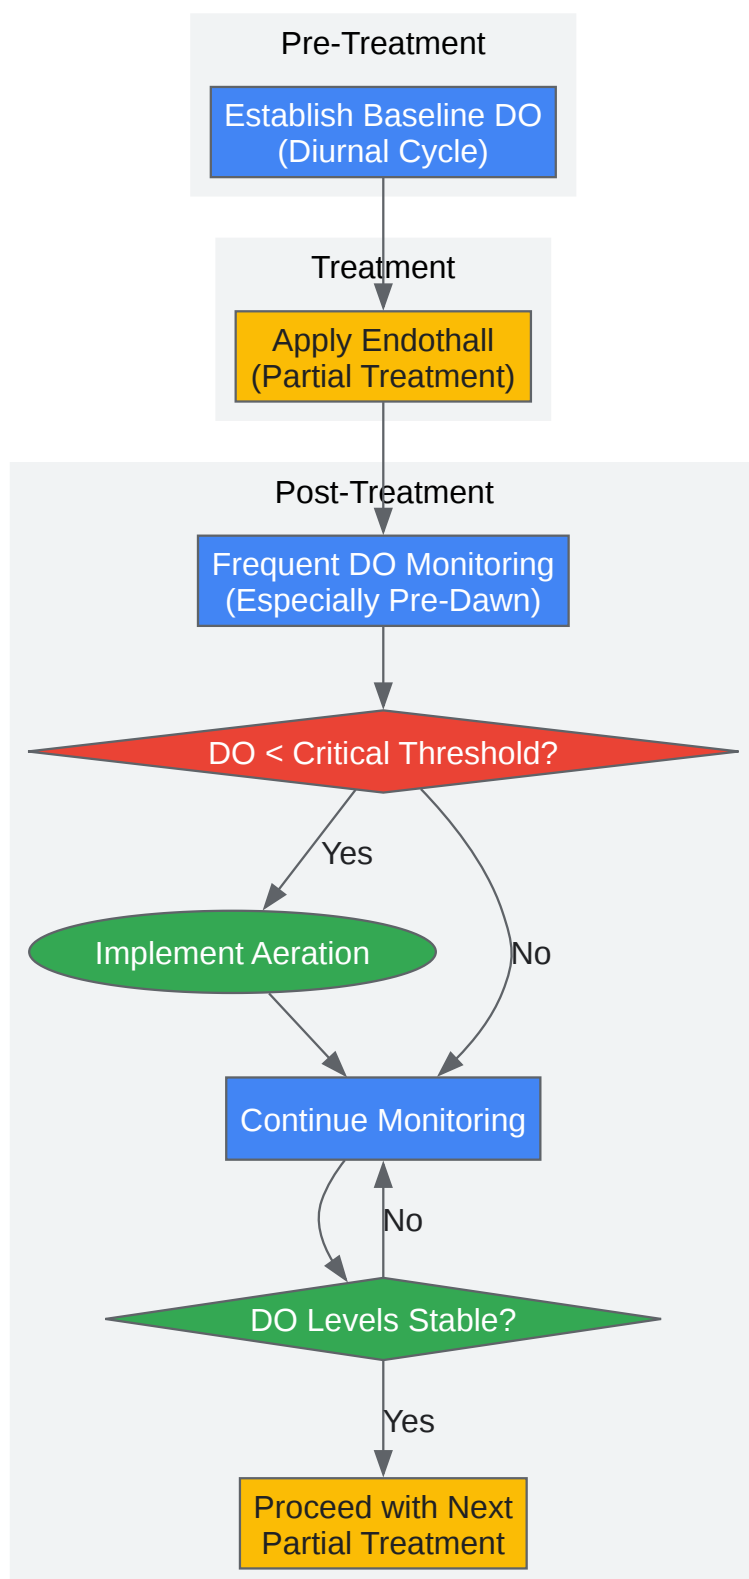 Pre-Treatment
Establish Baseline DO
(Diurnal Cycle)
Treatment
Apply Endothall
(Partial Treatment)
Post-Treatment
Frequent DO Monitoring
(Especially Pre-Dawn)
DO < Critical Threshold?
Yes
Implement Aeration
No
Continue Monitoring
No
DO Levels Stable?
Yes
Proceed with Next
Partial Treatment